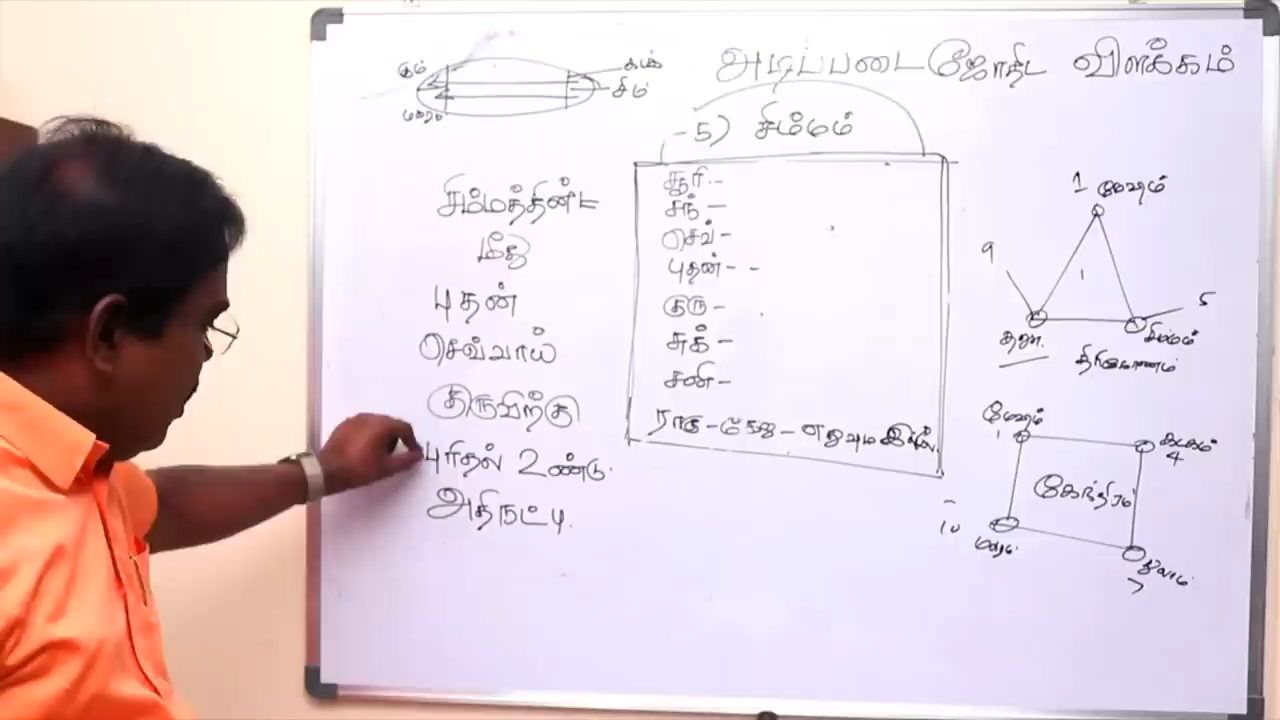 அடிப்படை ஜோதிட விளக்கம்
கும்
கடக்
சிம்
மகரம்
5) சிம்மம்
சிம்மத்தின்
மீது
புதன்
செவ்வாய்
குருவிற்கு
புரிதல் உண்டு.
அதிநட்பு.
சூரி -
சந் -
செவ் -
புதன் - -
குரு -
சுக் -
சனி -
ராகு - கேது - எதுவும் இல்லை.
1 மேஷம்
9
5
தனு.
சிம்மம்
திரிகோணம்
மேஷம்
1
கடகம்
4
கேந்திரம்
10
மகரம்
துலாம்
7